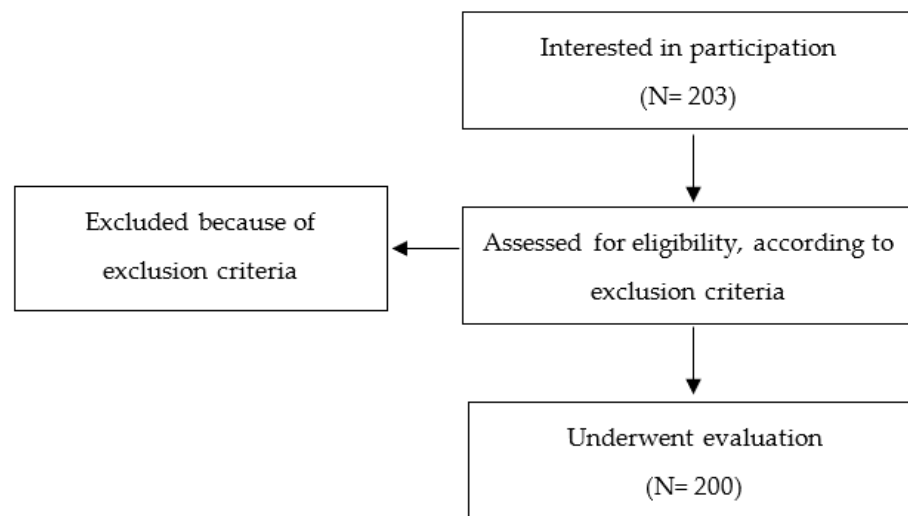 Interested in participation
(N= 203)
Excluded because of
exclusion criteria
Assessed for eligibility, according to
exclusion criteria
Underwent evaluation
(N= 200)